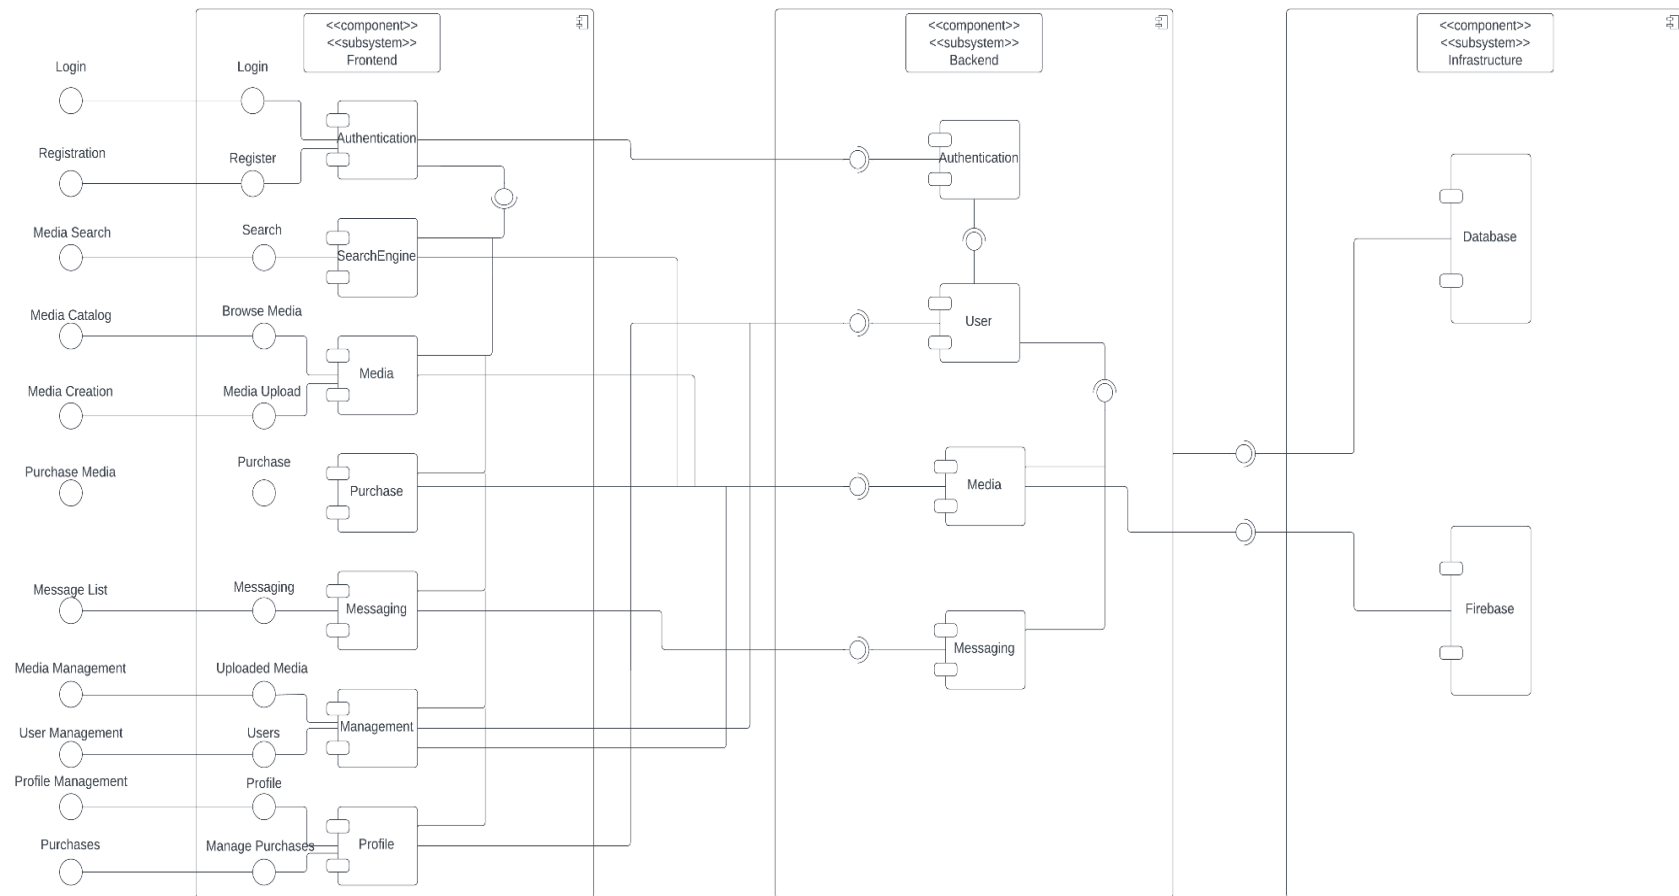 <<component>>
<<subsystem>>
Frontend
<<component>>
<<subsystem>>
Backend
<<component>>
<<subsystem>>
Infrastructure
Login
Login
Authentication
Registration
Register
Authentication
Media Search
Search
SearchEngine
Database
Media Catalog
Browse Media
User
Media Creation
Media Upload
Media
Purchase Media
Purchase
Purchase
Media
Message List
Messaging
Messaging
Firebase
Messaging
Media Management
Uploaded Media
User Management
Users
Management
Profile Management
Profile
Purchases
Manage Purchases
Profile